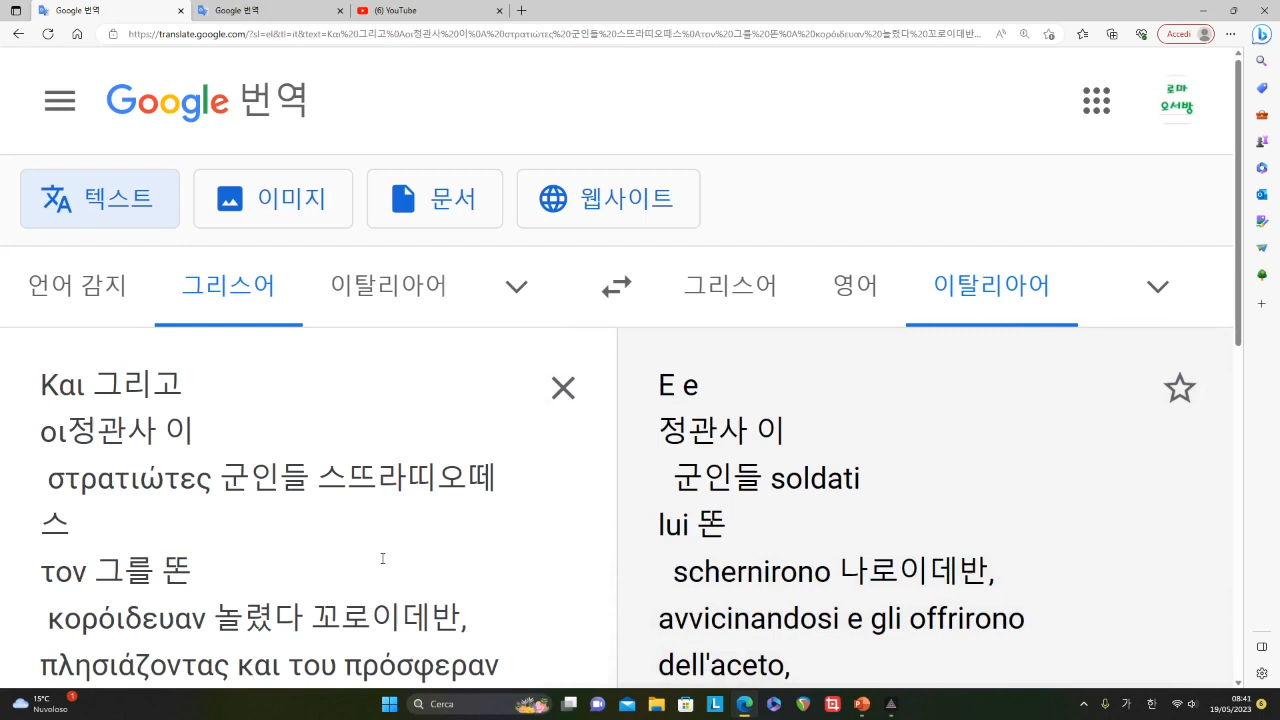 Google 번역
Google 번역
(6) YouTube
https://translate.google.com/?sl=el&tl=it&text=Και%20그리고%0Aοι정관사%20이%0A%20στρατιώτες%20군인들%20스뜨라띠오떼스%0Aτον%20그를%20똔%0A%20κορόιδευαν%20놀렸다%20꼬로이데반...
Accedi
Google 번역
로마
오서방
텍스트
이미지
문서
웹사이트
언어 감지
그리스어
이탈리아어
그리스어
영어
이탈리아어
Και 그리고
οι정관사 이
στρατιώτες 군인들 스뜨라띠오떼
스
τον 그를 똔
κορόιδευαν 놀렸다 꼬로이데반,
πλησιάζοντας και του πρόσφεραν
E e
정관사 이
군인들 soldati
lui 똔
schernirono 나로이데반,
avvicinandosi e gli offrirono
dell'aceto,
15°C
Nuvoloso
1
Cerca
가
한
08:41
19/05/2023
6